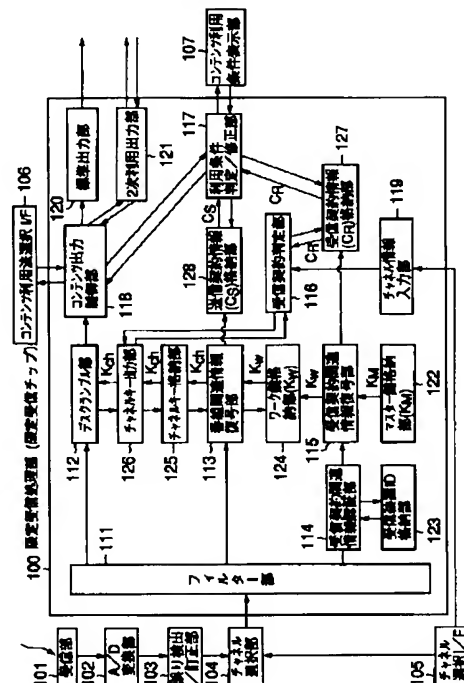 100 限定受信処理部 (限定受信チップ)
コンテンツ利用法選択 I/F
106
101
受信部
102
A/D
変換部
103
誤り検出
/訂正部
104
チャネル
選択部
105
チャネル
選択 I/F
111
フィルター部
112
デスクランブル部
Kch
126
チャネルキー出力部
Kch
125
チャネルキー格納部
Kch
113
番組関連情報
復号部
Kw
124
ワーク鍵格
納部(Kw)
Kw
115
受信契約関連
情報復号部
KM
122
マスター鍵格納
部(KM)
114
受信契約関連
情報認証部
123
受信装置ID
格納部
118
コンテンツ出力
制御部
120
標準出力部
121
2次利用出力部
117
利用条件
判定/修正部
107
コンテンツ利用
条件表示部
CS
128
送信契約情報
(CS)格納部
116
受信契約判定部
CR
CR
127
受信契約情報
(CR)格納部
119
チャネル情報
入力部